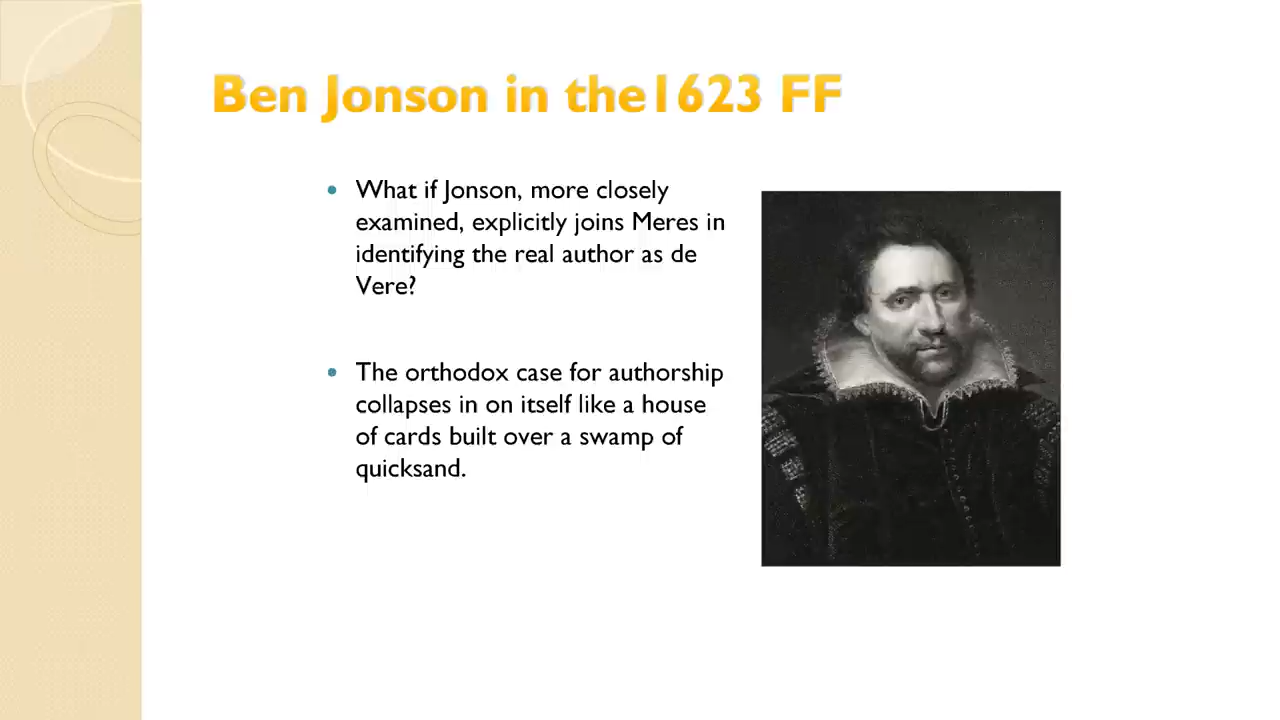 Ben Jonson in the1623 FF
• What if Jonson, more closely
examined, explicitly joins Meres in
identifying the real author as de
Vere?
• The orthodox case for authorship
collapses in on itself like a house
of cards built over a swamp of
quicksand.